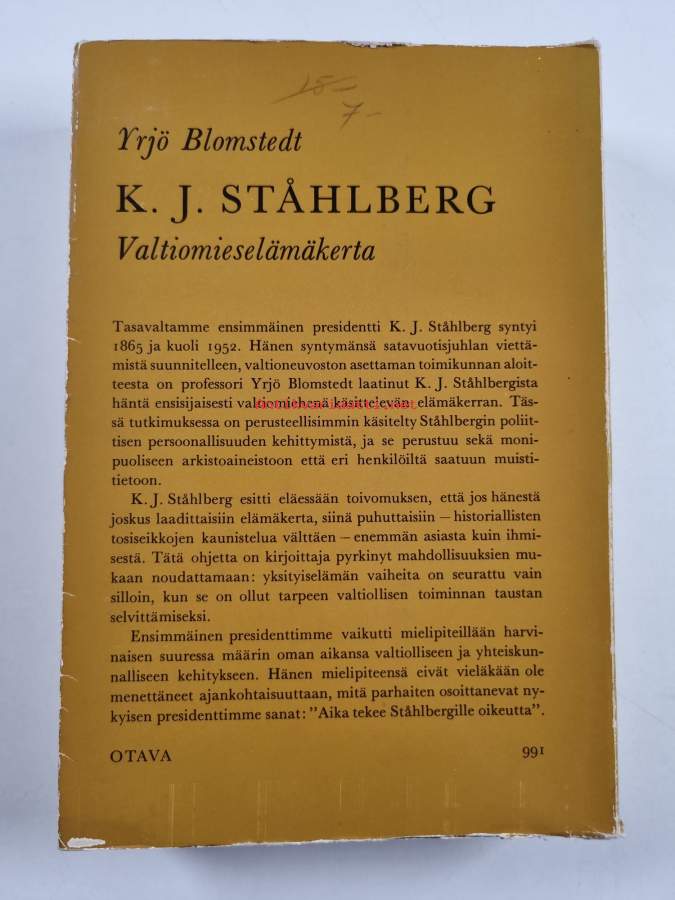 15-
7-
Yrjö Blomstedt
K. J. STÅHLBERG
Valtiomieselämäkerta
Tasavaltamme ensimmäinen presidentti K. J. Ståhlberg syntyi
1865 ja kuoli 1952. Hänen syntymänsä satavuotisjuhlan viettä-
mistä suunnitelleen, valtioneuvoston asettaman toimikunnan aloit-
teesta on professori Yrjö Blomstedt laatinut K. J. Ståhlbergista
häntä ensisijaisesti valtiomiehenä käsittelevän elämäkerran. Täs-
sä tutkimuksessa on perusteellisimmin käsitelty Ståhlbergin poliit-
tisen persoonallisuuden kehittymistä, ja se perustuu sekä moni-
puoliseen arkistoaineistoon että eri henkilöiltä saatuun muisti-
tietoon.
K. J. Ståhlberg esitti eläessään toivomuksen, että jos hänestä
joskus laadittaisiin elämäkerta, siinä puhuttaisiin – historiallisten
tosiseikkojen kaunistelua välttäen – enemmän asiasta kuin ihmi-
sestä. Tätä ohjetta on kirjoittaja pyrkinyt mahdollisuuksien mu-
kaan noudattamaan: yksityiselämän vaiheita on seurattu vain
silloin, kun se on ollut tarpeen valtiollisen toiminnan taustan
selvittämiseksi.
Ensimmäinen presidenttimme vaikutti mielipiteillään harvi-
naisen suuressa määrin oman aikansa valtiolliseen ja yhteiskun-
nalliseen kehitykseen. Hänen mielipiteensä eivät vieläkään ole
menettäneet ajankohtaisuuttaan, mitä parhaiten osoittanevat ny-
kyisen presidenttimme sanat: ”Aika tekee Ståhlbergille oikeutta”.
OTAVA 991